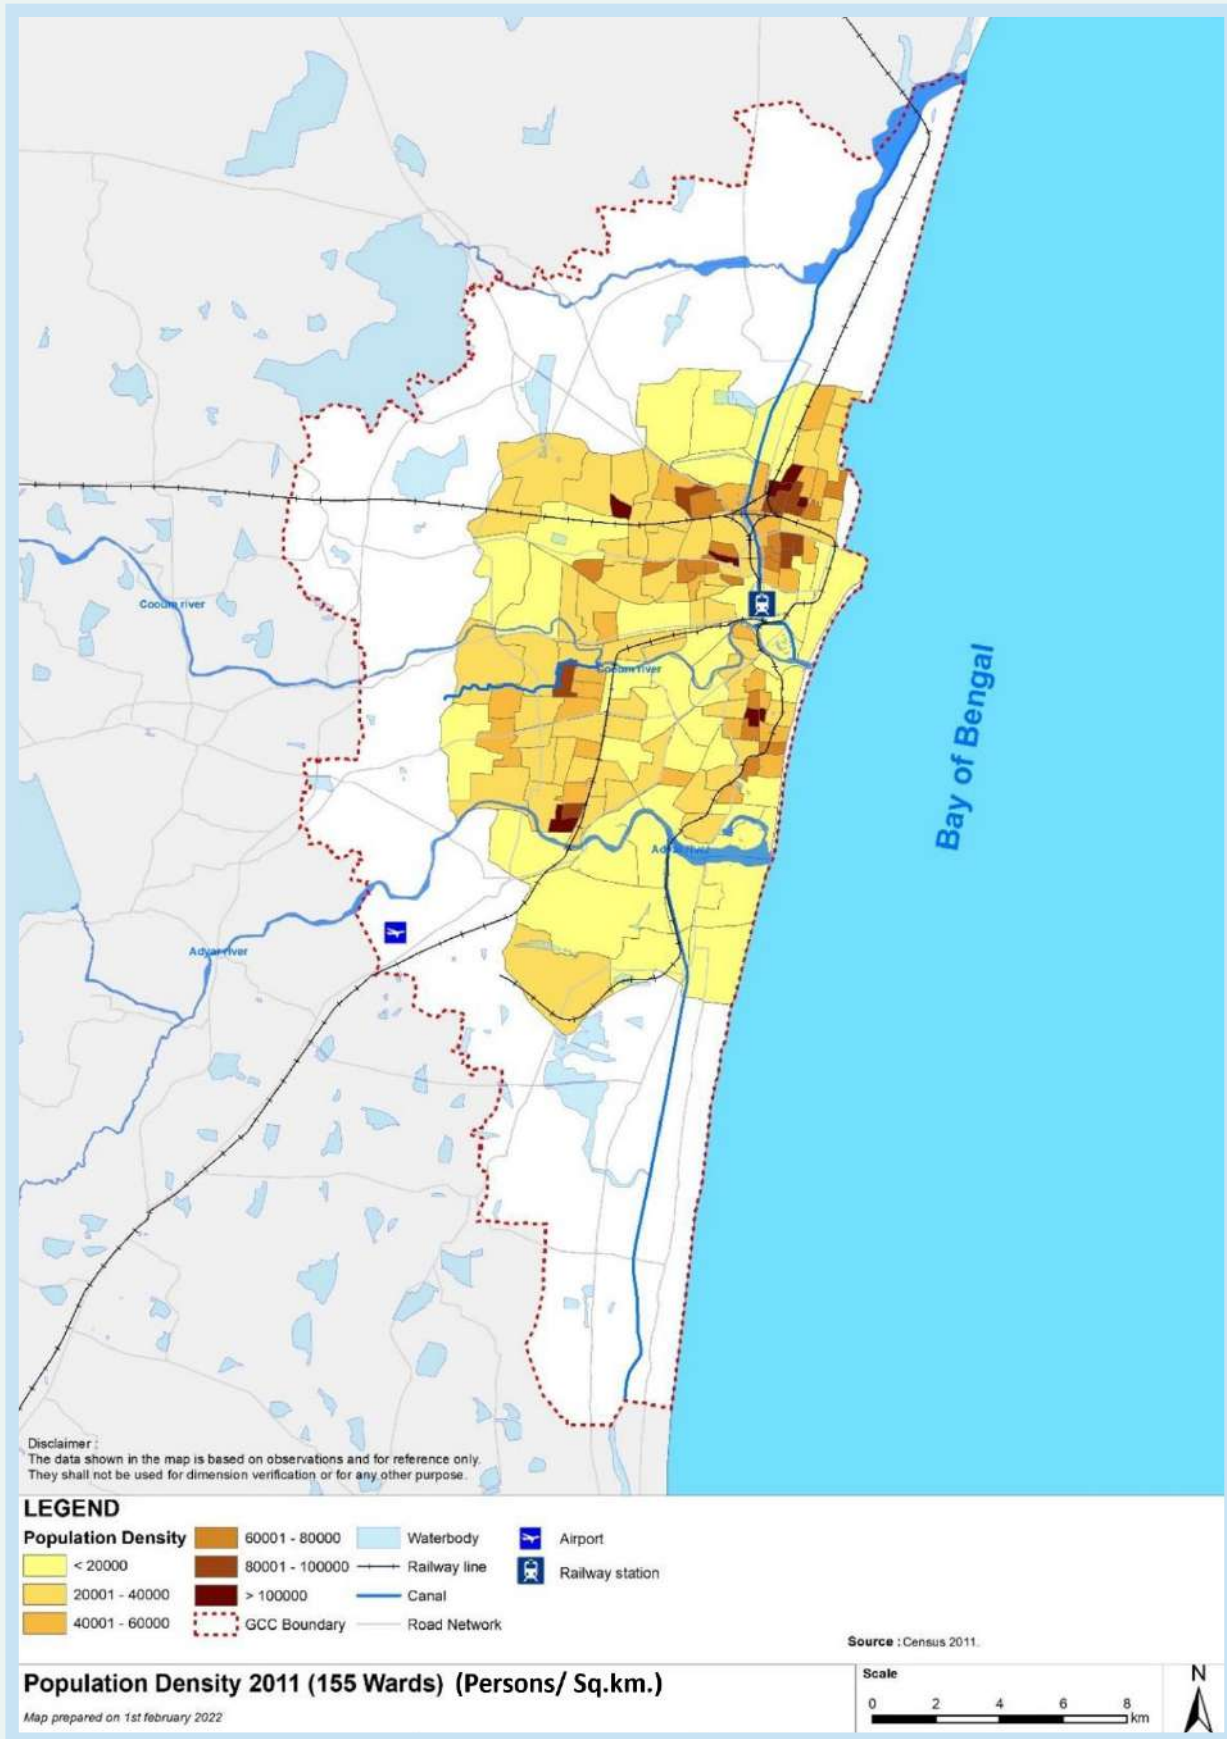 Cooum river
Cooum river
Bay of Bengal
Adyar river
Adyar river
Disclaimer :
The data shown in the map is based on observations and for reference only.
They shall not be used for dimension verification or for any other purpose.
LEGEND
Population Density
< 20000
20001 - 40000
40001 - 60000
60001 - 80000
80001 - 100000
> 100000
GCC Boundary
Waterbody
Railway line
Canal
Road Network
Airport
Railway station
Source : Census 2011.
Population Density 2011 (155 Wards) (Persons/ Sq.km.)
Map prepared on 1st february 2022
Scale
0 2 4 6 8
km
N